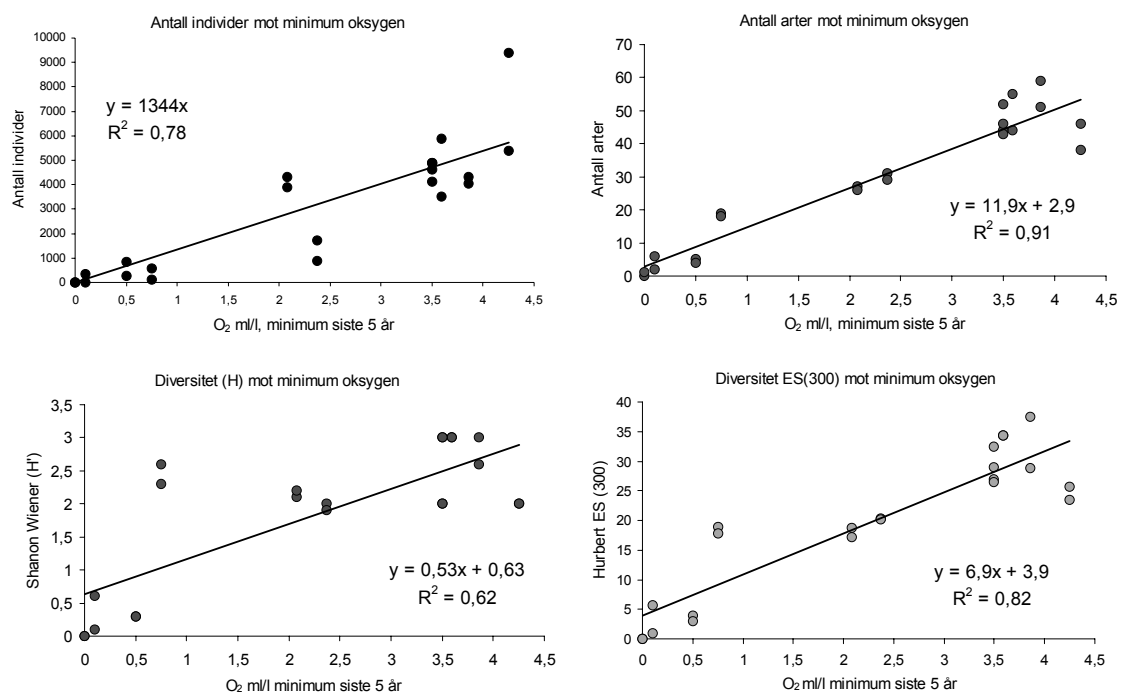 Antall individer mot minimum oksygen
10000
9000
8000
7000
6000
5000
4000
3000
2000
1000
0
Antall individer
y = 1344x
R² = 0,78
0 0,5 1 1,5 2 2,5 3 3,5 4 4,5
O₂ ml/l, minimum siste 5 år
Antall arter mot minimum oksygen
70
60
50
40
30
20
10
0
Antall arter
y = 11,9x + 2,9
R² = 0,91
0 0,5 1 1,5 2 2,5 3 3,5 4 4,5
O₂ ml/l, minimum siste 5 år
Diversitet (H) mot minimum oksygen
3,5
3
2,5
2
1,5
1
0,5
0
Shanon Wiener (H')
y = 0,53x + 0,63
R² = 0,62
0 0,5 1 1,5 2 2,5 3 3,5 4 4,5
O₂ ml/l minimum siste 5 år
Diversitet ES(300) mot minimum oksygen
40
35
30
25
20
15
10
5
0
Hurbert ES (300)
y = 6,9x + 3,9
R² = 0,82
0 0,5 1 1,5 2 2,5 3 3,5 4 4,5
O₂ ml/l minimum siste 5 år